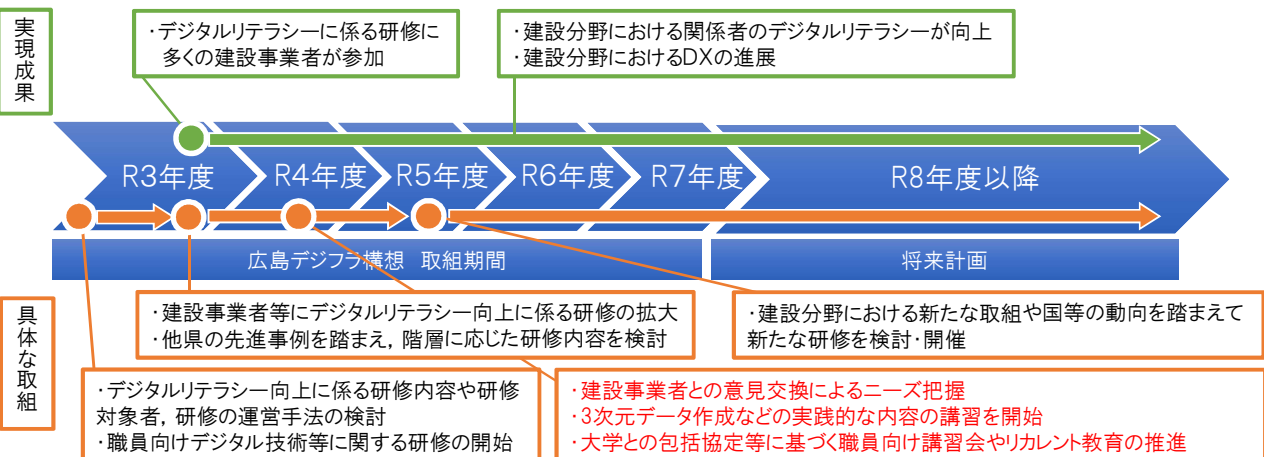 実現成果
・デジタルリテラシーに係る研修に
多くの建設事業者が参加
・建設分野における関係者のデジタルリテラシーが向上
・建設分野におけるDXの進展
R3年度
R4年度
R5年度
R6年度
R7年度
R8年度以降
広島デジフラ構想 取組期間
将来計画
具体な取組
・建設事業者等にデジタルリテラシー向上に係る研修の拡大
・他県の先進事例を踏まえ，階層に応じた研修内容を検討
・建設分野における新たな取組や国等の動向を踏まえて
新たな研修を検討・開催
・デジタルリテラシー向上に係る研修内容や研修
対象者，研修の運営手法の検討
・職員向けデジタル技術等に関する研修の開始
・建設事業者との意見交換によるニーズ把握
・3次元データ作成などの実践的な内容の講習を開始
・大学との包括協定等に基づく職員向け講習会やリカレント教育の推進